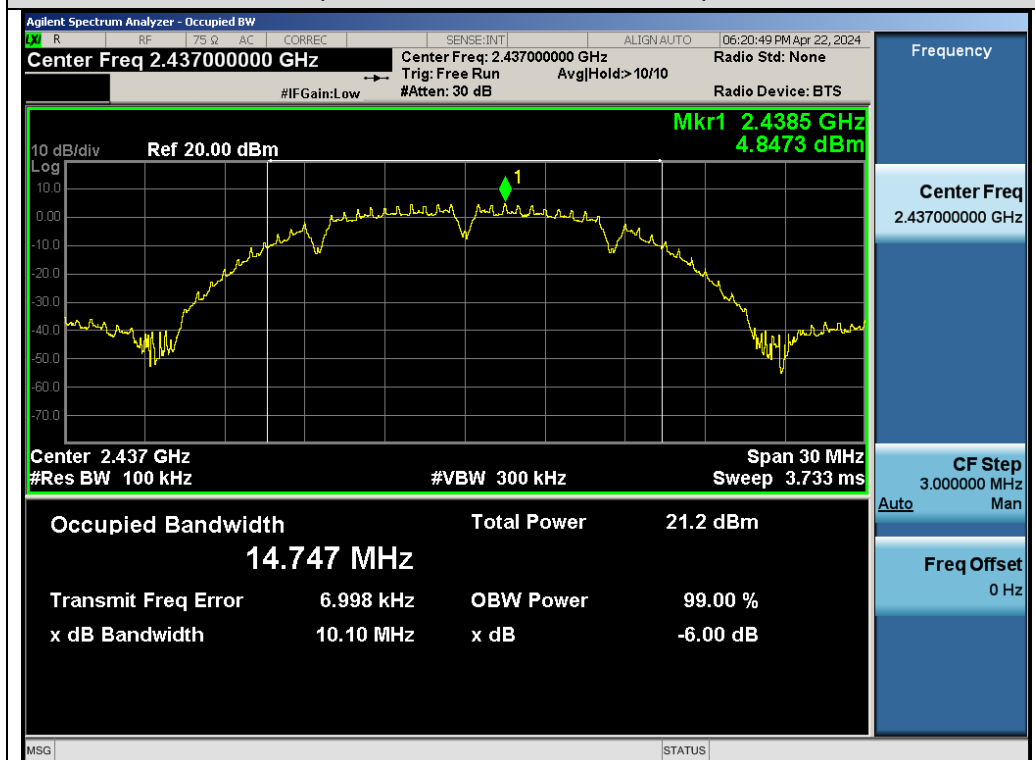 Agilent Spectrum Analyzer - Occupied BW
LXI R RF 75 Ω AC CORREC SENSE:INT ALIGN AUTO 06:20:49 PM Apr 22, 2024
Center Freq 2.437000000 GHz
Center Freq: 2.437000000 GHz Radio Std: None
Trig: Free Run Avg|Hold:> 10/10
#IFGain:Low #Atten: 30 dB Radio Device: BTS
Frequency
Mkr1 2.4385 GHz
4.8473 dBm
10 dB/div Ref 20.00 dBm
Log
10.0
0.00
-10.0
-20.0
-30.0
-40.0
-50.0
-60.0
-70.0
1
Center 2.437 GHz Span 30 MHz
#Res BW 100 kHz #VBW 300 kHz Sweep 3.733 ms
Center Freq
2.437000000 GHz
CF Step
3.000000 MHz
Auto Man
Freq Offset
0 Hz
Occupied Bandwidth Total Power 21.2 dBm
14.747 MHz
Transmit Freq Error 6.998 kHz OBW Power 99.00 %
x dB Bandwidth 10.10 MHz x dB -6.00 dB
MSG STATUS